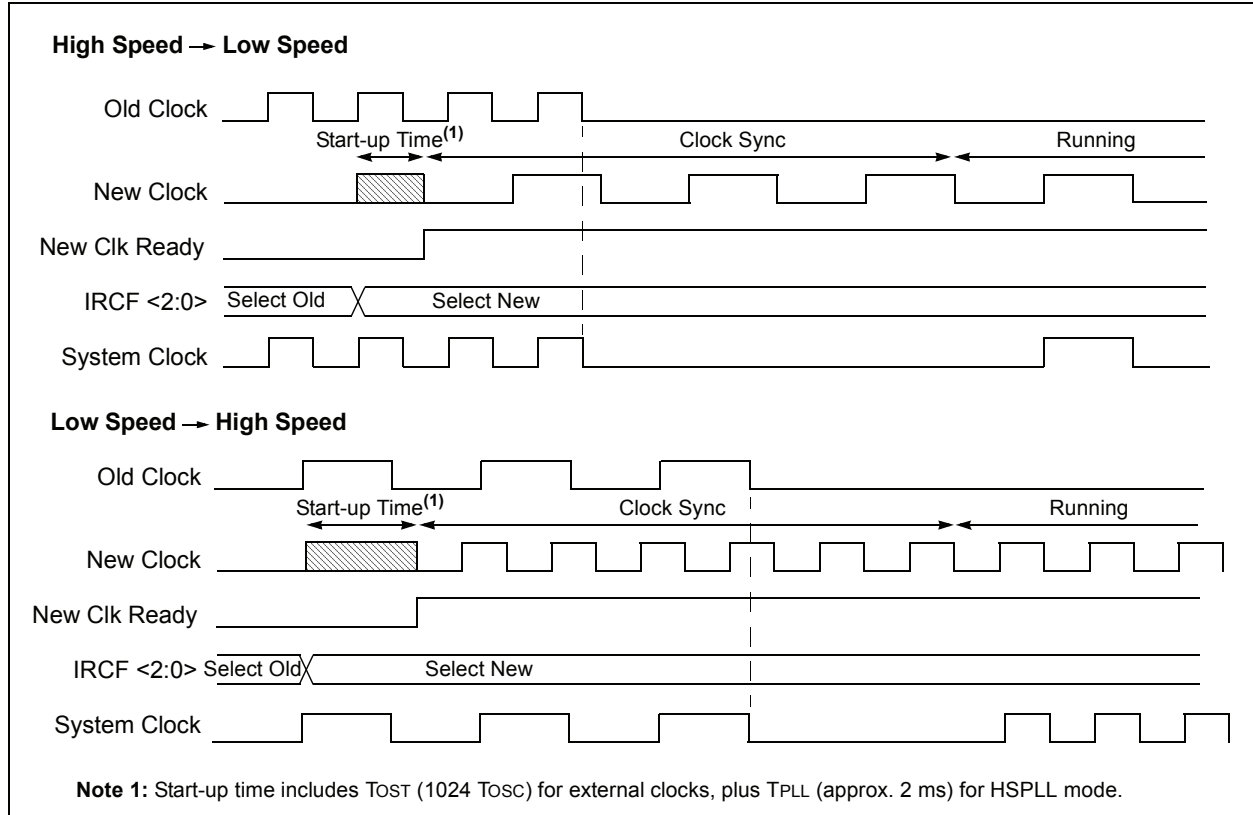 High Speed → Low Speed
Old Clock
Start-up Time(1)
Clock Sync
Running
New Clock
New Clk Ready
IRCF <2:0>
Select Old
Select New
System Clock
Low Speed → High Speed
Old Clock
Start-up Time(1)
Clock Sync
Running
New Clock
New Clk Ready
IRCF <2:0>
Select Old
Select New
System Clock
Note 1: Start-up time includes TOST (1024 TOSC) for external clocks, plus TPLL (approx. 2 ms) for HSPLL mode.